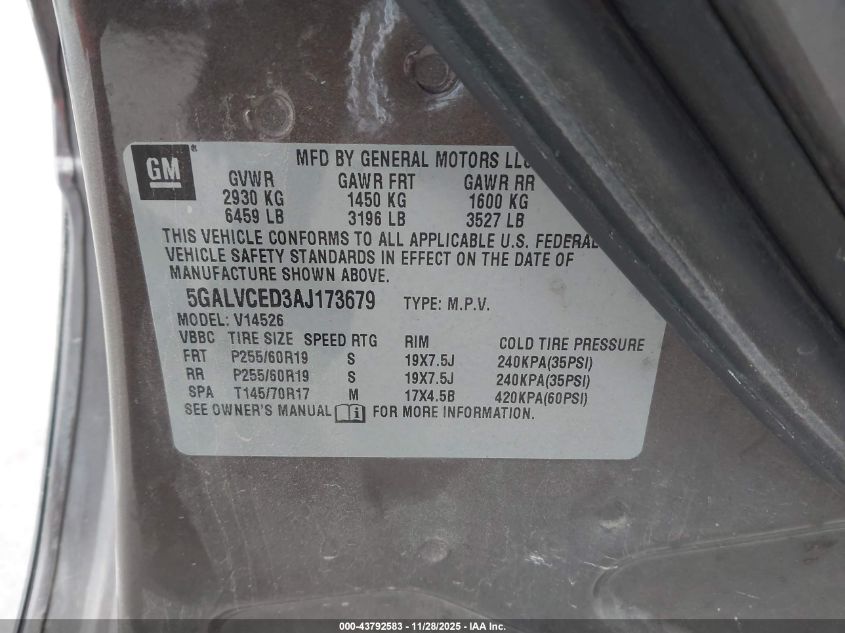 GM ®
MFD BY GENERAL MOTORS LLC
GVWR GAWR FRT GAWR RR
2930 KG 1450 KG 1600 KG
6459 LB 3196 LB 3527 LB
THIS VEHICLE CONFORMS TO ALL APPLICABLE U.S. FEDERAL
VEHICLE SAFETY STANDARDS IN EFFECT ON THE DATE OF
MANUFACTURE SHOWN ABOVE.
5GALVCED3AJ173679 TYPE: M.P.V.
MODEL: V14526
VBBC TIRE SIZE SPEED RTG RIM COLD TIRE PRESSURE
FRT P255/60R19 S 19X7.5J 240KPA(35PSI)
RR P255/60R19 S 19X7.5J 240KPA(35PSI)
SPA T145/70R17 M 17X4.5B 420KPA(60PSI)
SEE OWNER'S MANUAL i FOR MORE INFORMATION.
000-43792583 — 11/28/2025 - IAA Inc.